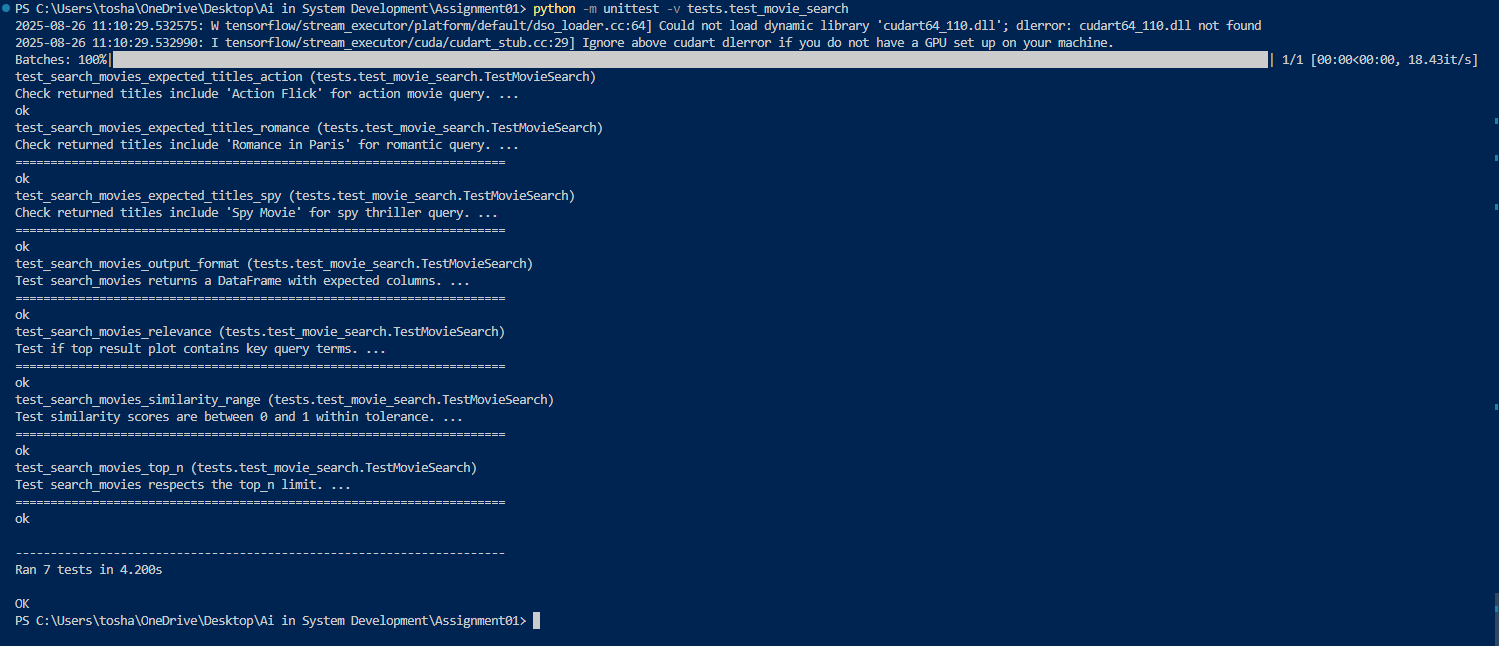 PS C:\Users\tosha\OneDrive\Desktop\Ai in System Development\Assignment01> python -m unittest -v tests.test_movie_search
2025-08-26 11:10:29.532575: W tensorflow/stream_executor/platform/default/dso_loader.cc:64] Could not load dynamic library 'cudart64_110.dll'; dlerror: cudart64_110.dll not found
2025-08-26 11:10:29.532990: I tensorflow/stream_executor/cuda/cudart_stub.cc:29] Ignore above cudart dlerror if you do not have a GPU set up on your machine.
Batches: 100%|██████████| 1/1 [00:00<00:00, 18.43it/s]
test_search_movies_expected_titles_action (tests.test_movie_search.TestMovieSearch)
Check returned titles include 'Action Flick' for action movie query. ...
ok
test_search_movies_expected_titles_romance (tests.test_movie_search.TestMovieSearch)
Check returned titles include 'Romance in Paris' for romantic query. ...
======================================================================
ok
test_search_movies_expected_titles_spy (tests.test_movie_search.TestMovieSearch)
Check returned titles include 'Spy Movie' for spy thriller query. ...
======================================================================
ok
test_search_movies_output_format (tests.test_movie_search.TestMovieSearch)
Test search_movies returns a DataFrame with expected columns. ...
======================================================================
ok
test_search_movies_relevance (tests.test_movie_search.TestMovieSearch)
Test if top result plot contains key query terms. ...
======================================================================
ok
test_search_movies_similarity_range (tests.test_movie_search.TestMovieSearch)
Test similarity scores are between 0 and 1 within tolerance. ...
======================================================================
ok
test_search_movies_top_n (tests.test_movie_search.TestMovieSearch)
Test search_movies respects the top_n limit. ...
======================================================================
ok
----------------------------------------------------------------------
Ran 7 tests in 4.200s
OK
PS C:\Users\tosha\OneDrive\Desktop\Ai in System Development\Assignment01>